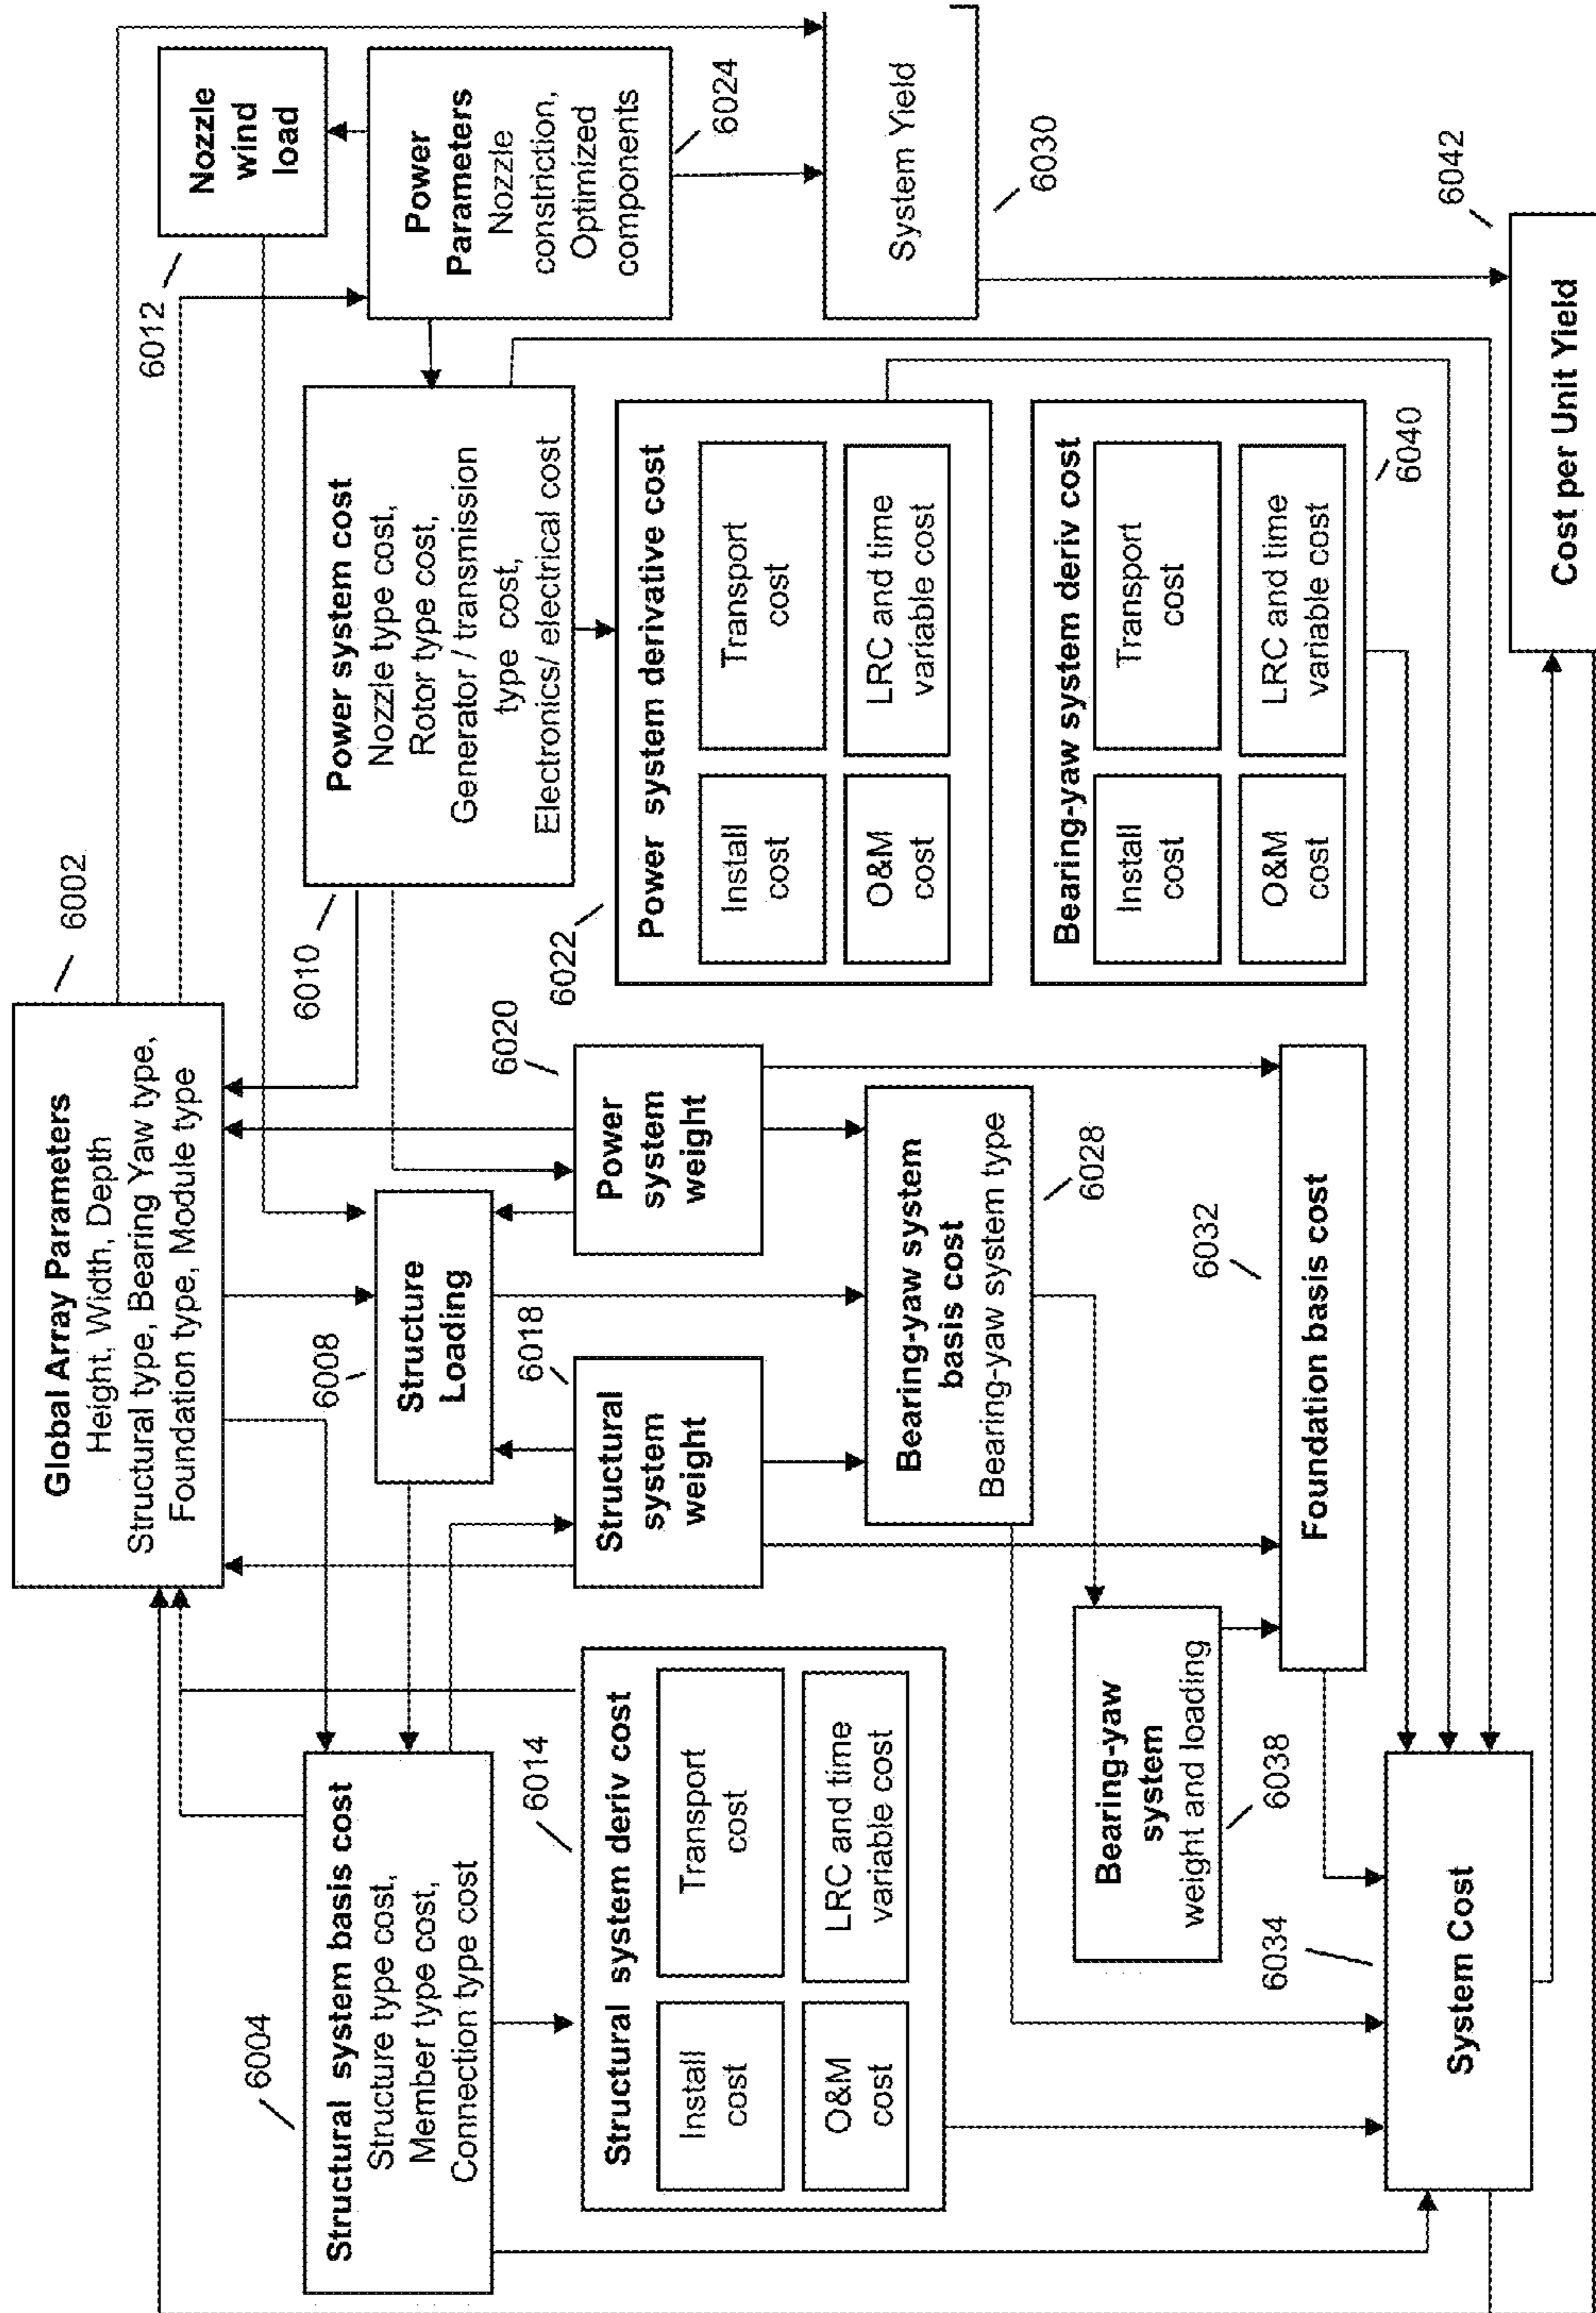 6002
Global Array Parameters
Height, Width, Depth
Structural type, Bearing Yaw type,
Foundation type, Module type
6012
Nozzle
wind
load
6004
Structural system basis cost
Structure type cost,
Member type cost,
Connection type cost
6008
Structure
Loading
6010
Power system cost
Nozzle type cost,
Rotor type cost,
Generator / transmission
type cost,
Electronics/ electrical cost
Power
Parameters Nozzle
constriction,
Optimized
components
6024
6014
Structural system deriv cost
Install
cost
Transport
cost
O&M
cost
LRC and time
variable cost
6018
Structural
system
weight
6020
Power
system
weight
6022
Power system derivative cost
Install
cost
Transport
cost
O&M
cost
LRC and time
variable cost
System Yield
6030
Bearing-yaw system
basis cost
Bearing-yaw system type
6028
Bearing-yaw
system
weight and loading
6038
Bearing-yaw system deriv cost
Install
cost
Transport
cost
O&M
cost
LRC and time
variable cost
6040
6032
Foundation basis cost
6034
System Cost
6042
Cost per Unit Yield